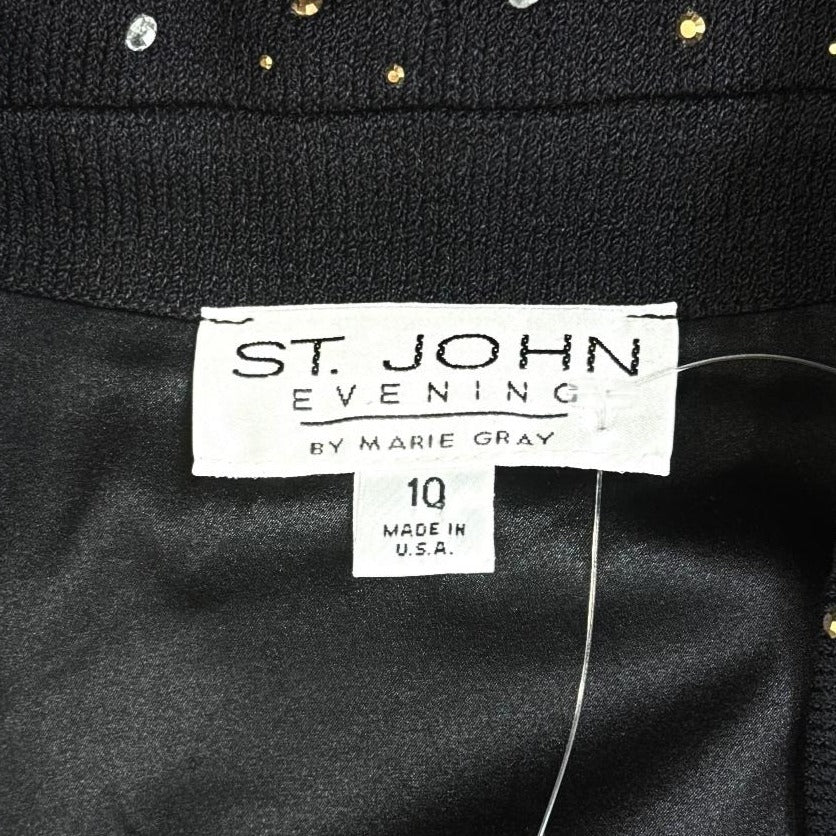 ST. JOHN
EVENING
BY MARIE GRAY
10
MADE IN
U.S.A.